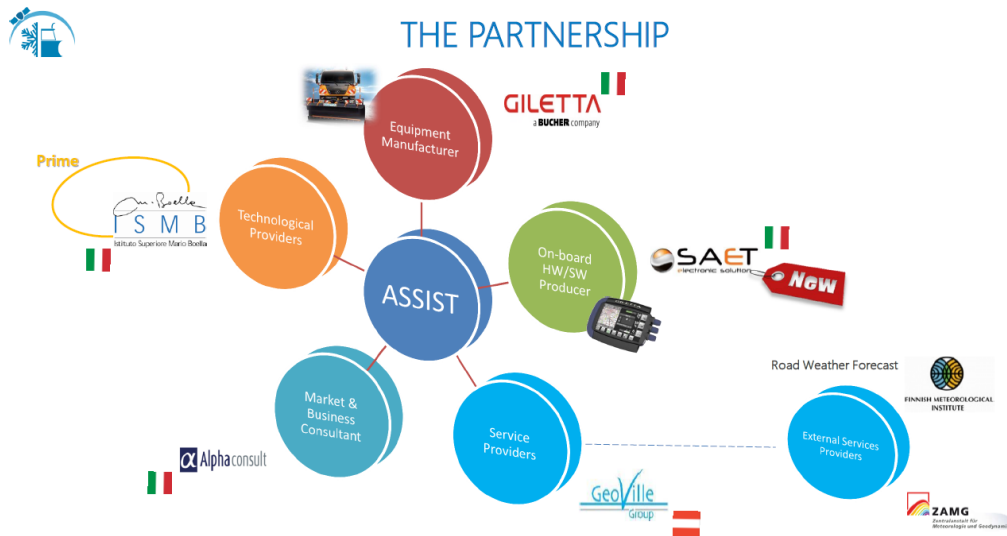 THE PARTNERSHIP
Equipment
Manufacturer
GILETTA
a BUCHER company
Prime
ISMB
Istituto Superiore Mario Boella
Technological
Providers
On-board
HW/SW
Producer
SAET
electronic solution
New
GILETTA
ASSIST
Market &
Business
Consultant
Alpha consult
Service
Providers
GeoVille
Group
Road Weather Forecast
FINNISH METEOROLOGICAL
INSTITUTE
External Services
Providers
ZAMG
Zentralanstalt für
Meteorologie und Geodynamik